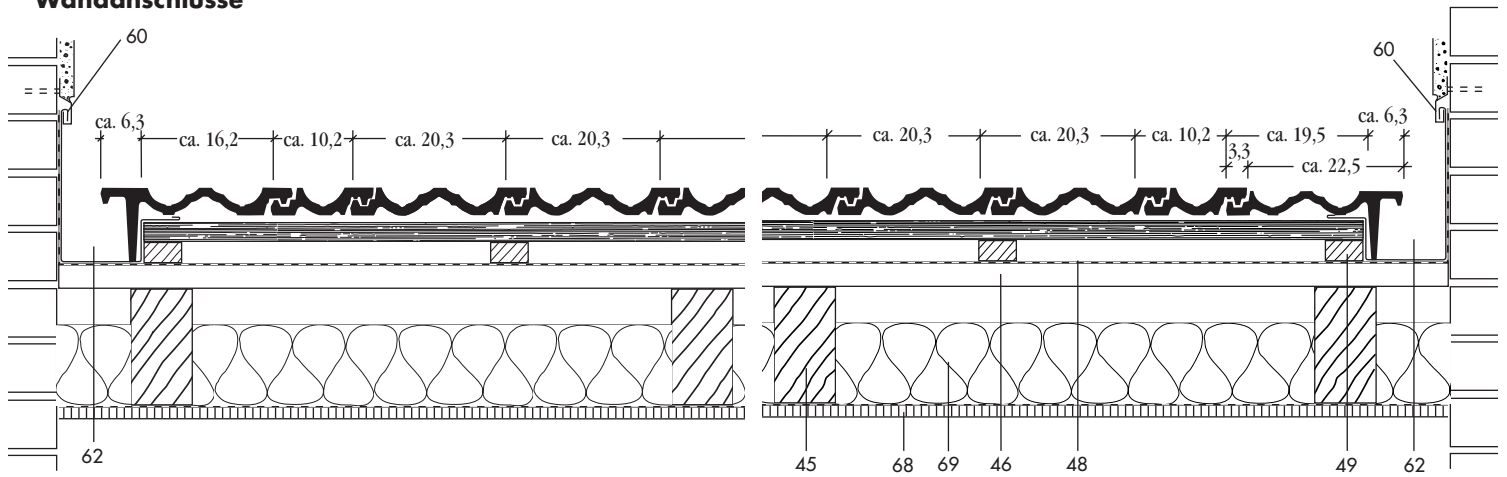 Wandanschlüsse
60
60
ca. 6,3
ca. 16,2
ca. 10,2
ca. 20,3
ca. 20,3
ca. 20,3
ca. 20,3
ca. 10,2
ca. 19,5
ca. 6,3
3,3
ca. 22,5
62
45
68
69
46
48
49
62